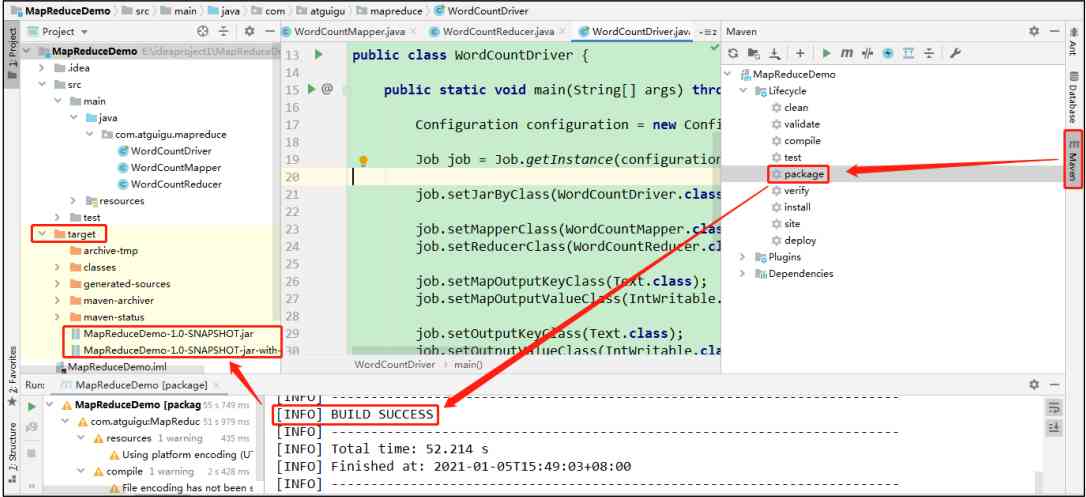 MapReduceDemo src main java com atguigu mapreduce WordCountDriver
1: Project
Project
MapReduceDemo E:\ideaproject1\MapReduceD
.idea
src
main
java
com.atguigu.mapreduce
WordCountDriver
WordCountMapper
WordCountReducer
resources
test
target
archive-tmp
classes
generated-sources
maven-archiver
maven-status
MapReduceDemo-1.0-SNAPSHOT.jar
MapReduceDemo-1.0-SNAPSHOT-jar-with-
MapReduceDemo.iml
WordCountMapper.java × WordCountReducer.java × WordCountDriver.java
13 public class WordCountDriver {
14
15 @ public static void main(String[] args) thro
16
17 Configuration configuration = new Confi
18
19 Job job = Job.getInstance(configuration
20
21 job.setJarByClass(WordCountDriver.class
22
23 job.setMapperClass(WordCountMapper.clas
24 job.setReducerClass(WordCountReducer.cl
25
26 job.setMapOutputKeyClass(Text.class);
27 job.setMapOutputValueClass(IntWritable.
28
29 job.setOutputKeyClass(Text.class);
30 job.setOutputValueClass(IntWritable.cla
WordCountDriver main()
Maven
MapReduceDemo
Lifecycle
clean
validate
compile
test
package
verify
install
site
deploy
Plugins
Dependencies
Ant
Database
Maven
2: Favorites
2: Structure
Run: MapReduceDemo [package] ×
MapReduceDemo [packag 55 s 749 ms
com.atguigu:MapReduc 51 s 979 ms
resources 1 warning 435 ms
Using platform encoding (UT
compile 1 warning 2 s 428 ms
File encoding has not been s
[INFO] ------------------------------------------------------------------------
[INFO] BUILD SUCCESS
[INFO] ------------------------------------------------------------------------
[INFO] Total time: 52.214 s
[INFO] Finished at: 2021-01-05T15:49:03+08:00
[INFO] ------------------------------------------------------------------------